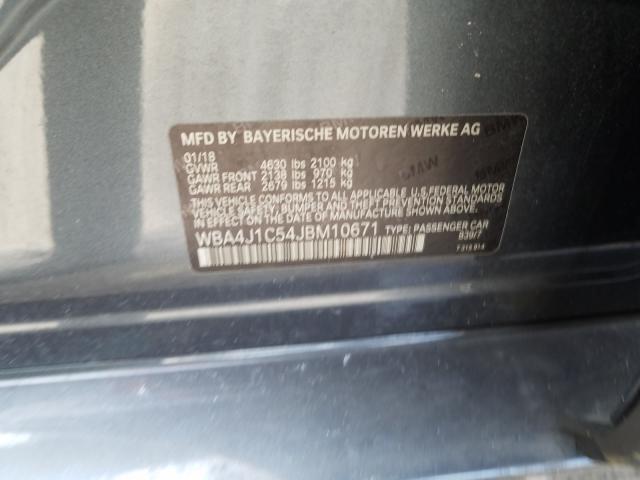 MFD BY BAYERISCHE MOTOREN WERKE AG
01/18
GVWR 4630 lbs 2100 kg
GAWR FRONT 2138 lbs 970 kg
GAWR REAR 2679 lbs 1215 kg
THIS VEHICLE CONFORMS TO ALL APPLICABLE U.S. FEDERAL MOTOR
VEHICLE SAFETY, BUMPER AND THEFT PREVENTION STANDARDS
IN EFFECT ON THE DATE OF MANUFACTURE SHOWN ABOVE.
WBA4J1C54JBM10671 TYPE: PASSENGER CAR
B39/7